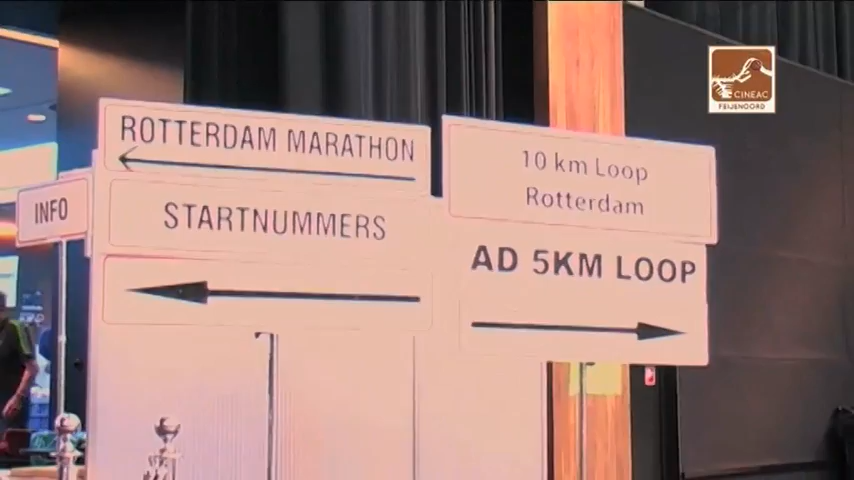 ROTTERDAM MARATHON
STARTNUMMERS
INFO
10 km Loop
Rotterdam
AD 5KM LOOP
CINEAC
FEIJENOORD